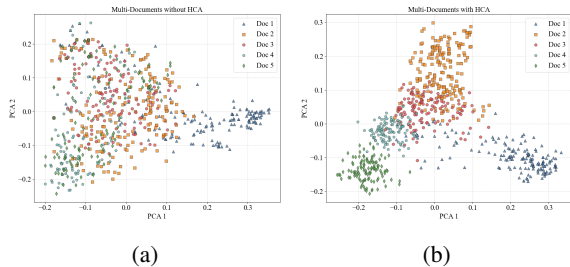 Multi-Documents without HCA
Doc 1
Doc 2
Doc 3
Doc 4
Doc 5
PCA 2
0.2
0.1
0.0
−0.1
−0.2
−0.2
−0.1
0.0
0.1
0.2
0.3
PCA 1
(a)
Multi-Documents with HCA
Doc 1
Doc 2
Doc 3
Doc 4
Doc 5
PCA 2
0.3
0.2
0.1
0.0
−0.1
−0.2
−0.2
−0.1
0.0
0.1
0.2
0.3
PCA 1
(b)